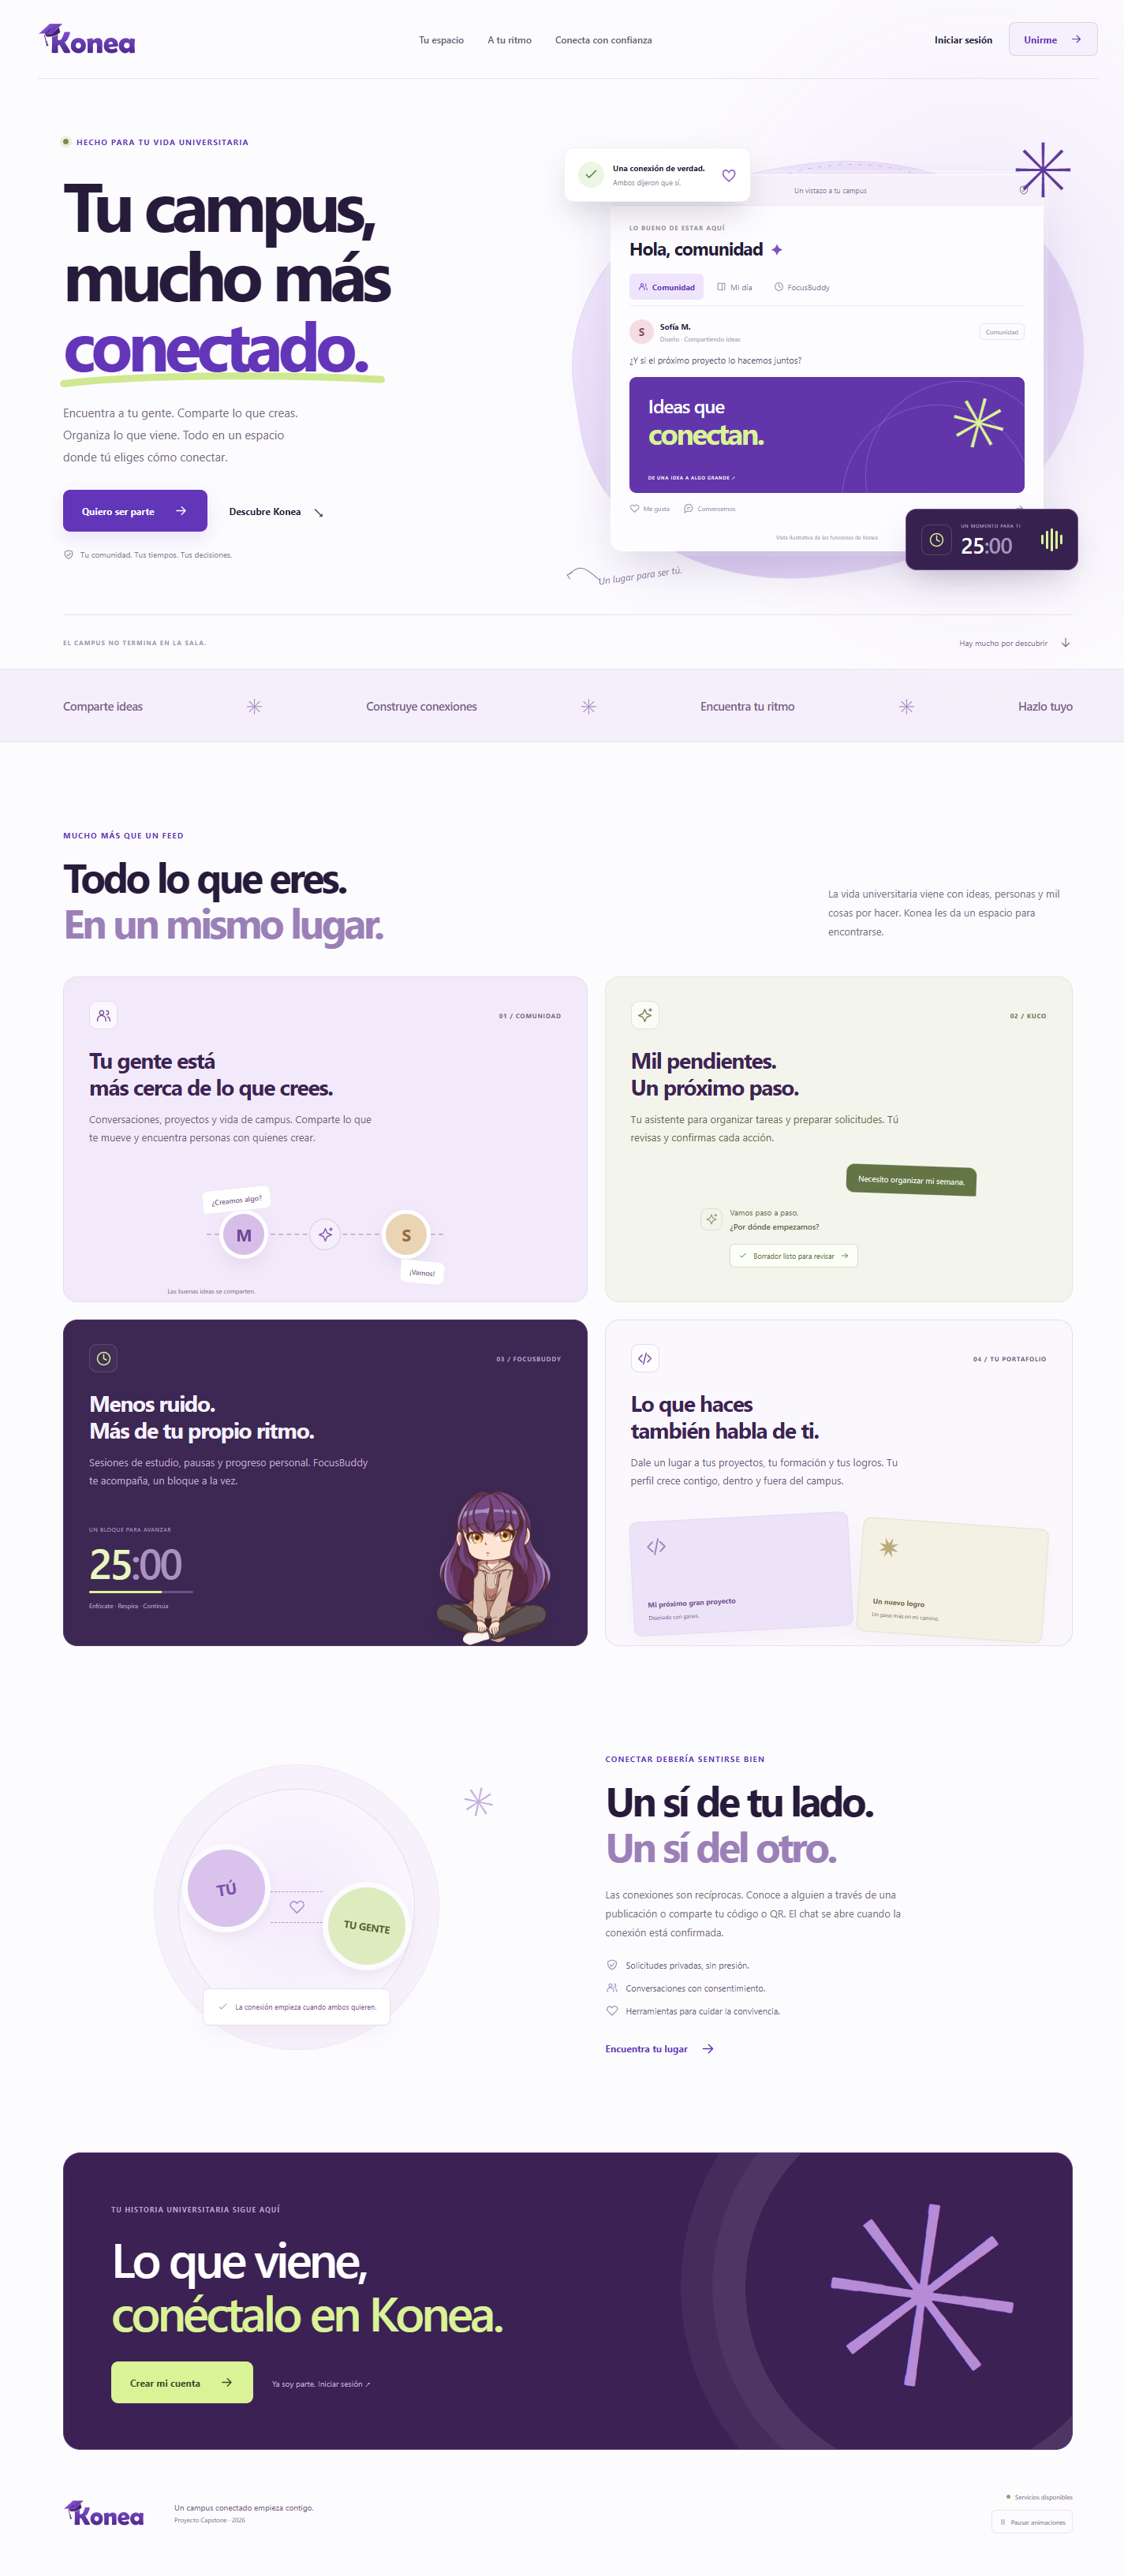 Konea
Tu espacio
A tu ritmo
Conecta con confianza
Iniciar sesión
Unirme
HECHO PARA TU VIDA UNIVERSITARIA
Tu campus,
mucho más
conectado.
Encuentra a tu gente. Comparte lo que creas.
Organiza lo que viene. Todo en un espacio
donde tú eliges cómo conectar.
Quiero ser parte
Descubre Konea
Tu comunidad. Tus tiempos. Tus decisiones.
Una conexión de verdad.
Ambos dijeron que sí.
Un vistazo a tu campus
LO BUENO DE ESTAR AQUÍ
Hola, comunidad
Comunidad
Mi día
FocusBuddy
S
Sofía M.
Diseño · Compartiendo ideas
Comunidad
¿Y si el próximo proyecto lo hacemos juntos?
Ideas que
conectan.
DE UNA IDEA A ALGO GRANDE ↗
Me gusta
Conversemos
Vista ilustrativa de las funciones de Konea
UN MOMENTO PARA TI
25:00
Un lugar para ser tú.
EL CAMPUS NO TERMINA EN LA SALA.
Hay mucho por descubrir
Comparte ideas
Construye conexiones
Encuentra tu ritmo
Hazlo tuyo
MUCHO MÁS QUE UN FEED
Todo lo que eres.
En un mismo lugar.
La vida universitaria viene con ideas, personas y mil
cosas por hacer. Konea les da un espacio para
encontrarse.
01 / COMUNIDAD
Tu gente está
más cerca de lo que crees.
Conversaciones, proyectos y vida de campus. Comparte lo que
te mueve y encuentra personas con quienes crear.
¿Creamos algo?
M
S
¡Vamos!
Las buenas ideas se comparten.
02 / KUCO
Mil pendientes.
Un próximo paso.
Tu asistente para organizar tareas y preparar solicitudes. Tú
revisas y confirmas cada acción.
Necesito organizar mi semana.
Vamos paso a paso.
¿Por dónde empezamos?
Borrador listo para revisar
03 / FOCUSBUDDY
Menos ruido.
Más de tu propio ritmo.
Sesiones de estudio, pausas y progreso personal. FocusBuddy
te acompaña, un bloque a la vez.
UN BLOQUE PARA AVANZAR
25:00
Enfócate · Respira · Continúa
04 / TU PORTAFOLIO
Lo que haces
también habla de ti.
Dale un lugar a tus proyectos, tu formación y tus logros. Tu
perfil crece contigo, dentro y fuera del campus.
Mi próximo gran proyecto
Diseñado con ganas.
Un nuevo logro
Un paso más en mi camino.
TÚ
TU GENTE
La conexión empieza cuando ambos quieren.
CONECTAR DEBERÍA SENTIRSE BIEN
Un sí de tu lado.
Un sí del otro.
Las conexiones son recíprocas. Conoce a alguien a través de una
publicación o comparte tu código o QR. El chat se abre cuando la
conexión está confirmada.
Solicitudes privadas, sin presión.
Conversaciones con consentimiento.
Herramientas para cuidar la convivencia.
Encuentra tu lugar
TU HISTORIA UNIVERSITARIA SIGUE AQUÍ
Lo que viene,
conéctalo en Konea.
Crear mi cuenta
Ya soy parte. Iniciar sesión ↗
Konea
Un campus conectado empieza contigo.
Proyecto Capstone · 2026
Servicios disponibles
Pausar animaciones